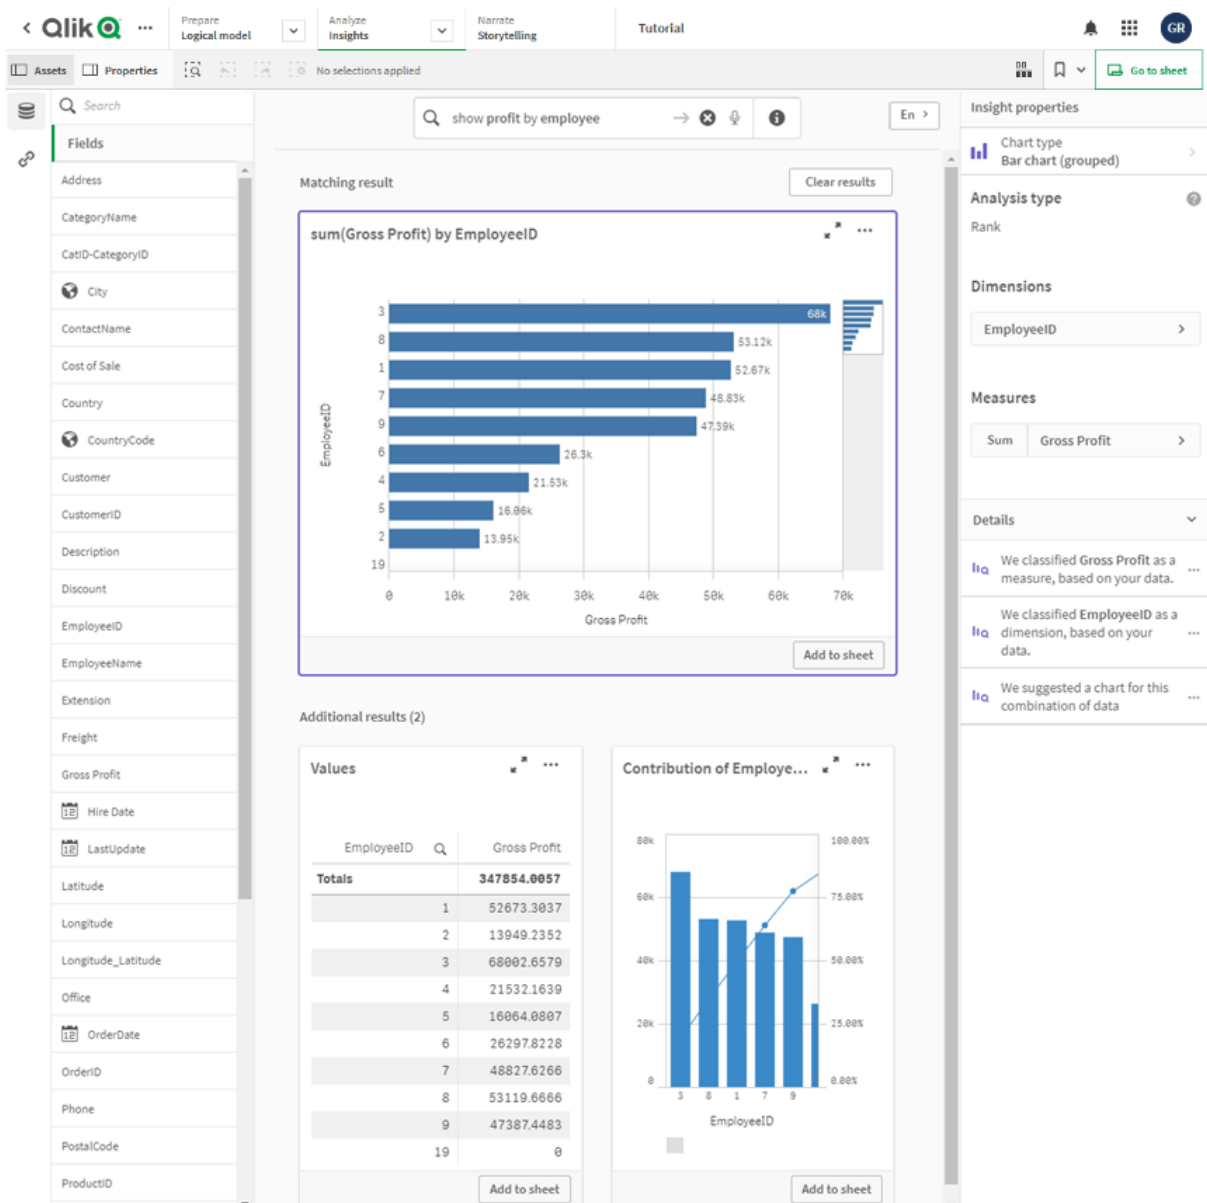 Qlik
Prepare
Logical model
Analyze
Insights
Narrate
Storytelling
Tutorial
GR
Assets
Properties
No selections applied
Go to sheet
Search
Fields
Address
CategoryName
CatID-CategoryID
City
ContactName
Cost of Sale
Country
CountryCode
Customer
CustomerID
Description
Discount
EmployeeID
EmployeeName
Extension
Freight
Gross Profit
12 Hire Date
12 LastUpdate
Latitude
Longitude
Longitude_Latitude
Office
12 OrderDate
OrderID
Phone
PostalCode
ProductID
show profit by employee
En
Matching result
Clear results
sum(Gross Profit) by EmployeeID
EmployeeID
3 68k
8 53.12k
1 52.67k
7 48.83k
9 47.39k
6 26.3k
4 21.53k
5 16.06k
2 13.95k
19
0 10k 20k 30k 40k 50k 60k 70k
Gross Profit
Add to sheet
Additional results (2)
Values
EmployeeID Gross Profit
Totals 347854.0057
1 52673.3037
2 13949.2352
3 68002.6579
4 21532.1639
5 16064.0807
6 26297.8228
7 48827.6266
8 53119.6666
9 47387.4483
19 0
Add to sheet
Contribution of Employe...
80k 100.00%
60k 75.00%
40k 50.00%
20k 25.00%
0 0.00%
3 8 1 7 9
EmployeeID
Add to sheet
Insight properties
Chart type
Bar chart (grouped)
Analysis type
Rank
Dimensions
EmployeeID
Measures
Sum Gross Profit
Details
We classified Gross Profit as a
measure, based on your data.
We classified EmployeeID as a
dimension, based on your
data.
We suggested a chart for this
combination of data